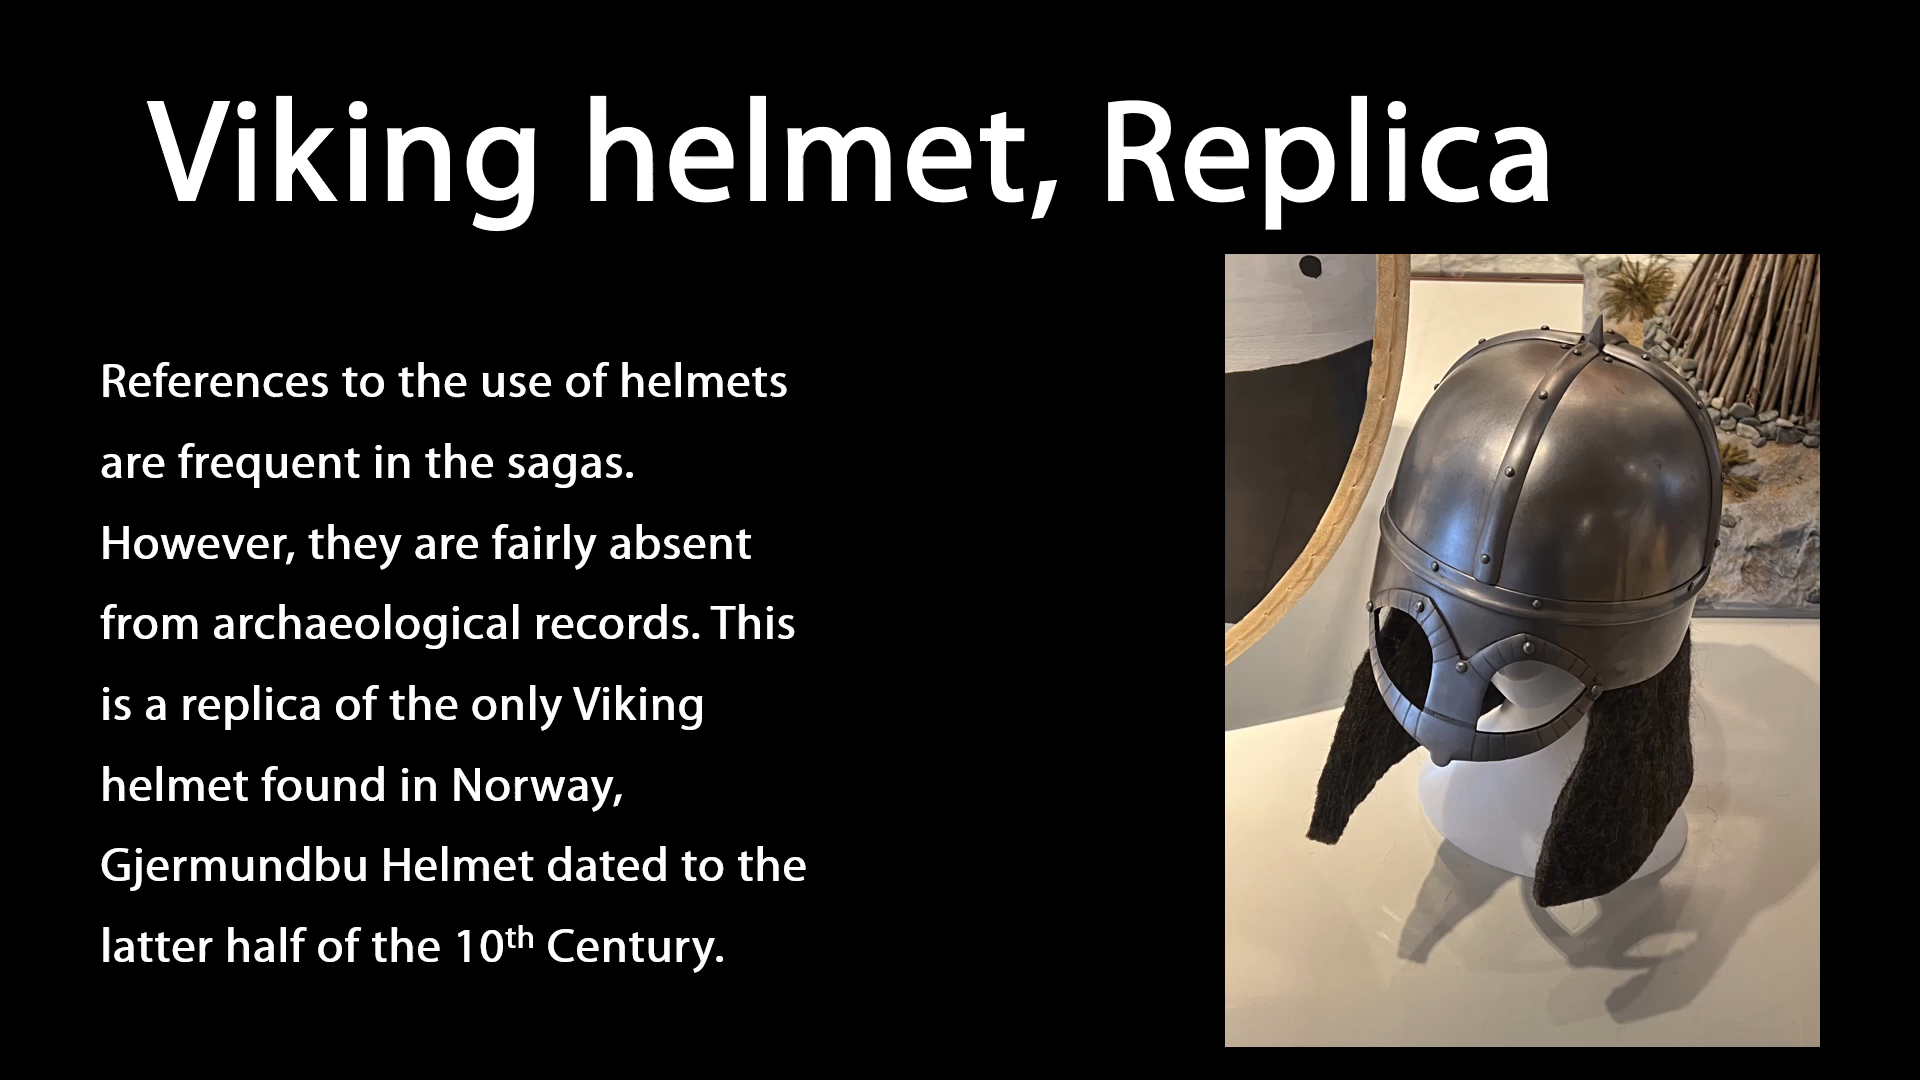 Viking helmet, Replica
References to the use of helmets
are frequent in the sagas.
However, they are fairly absent
from archaeological records. This
is a replica of the only Viking
helmet found in Norway,
Gjermundbu Helmet dated to the
latter half of the 10th Century.